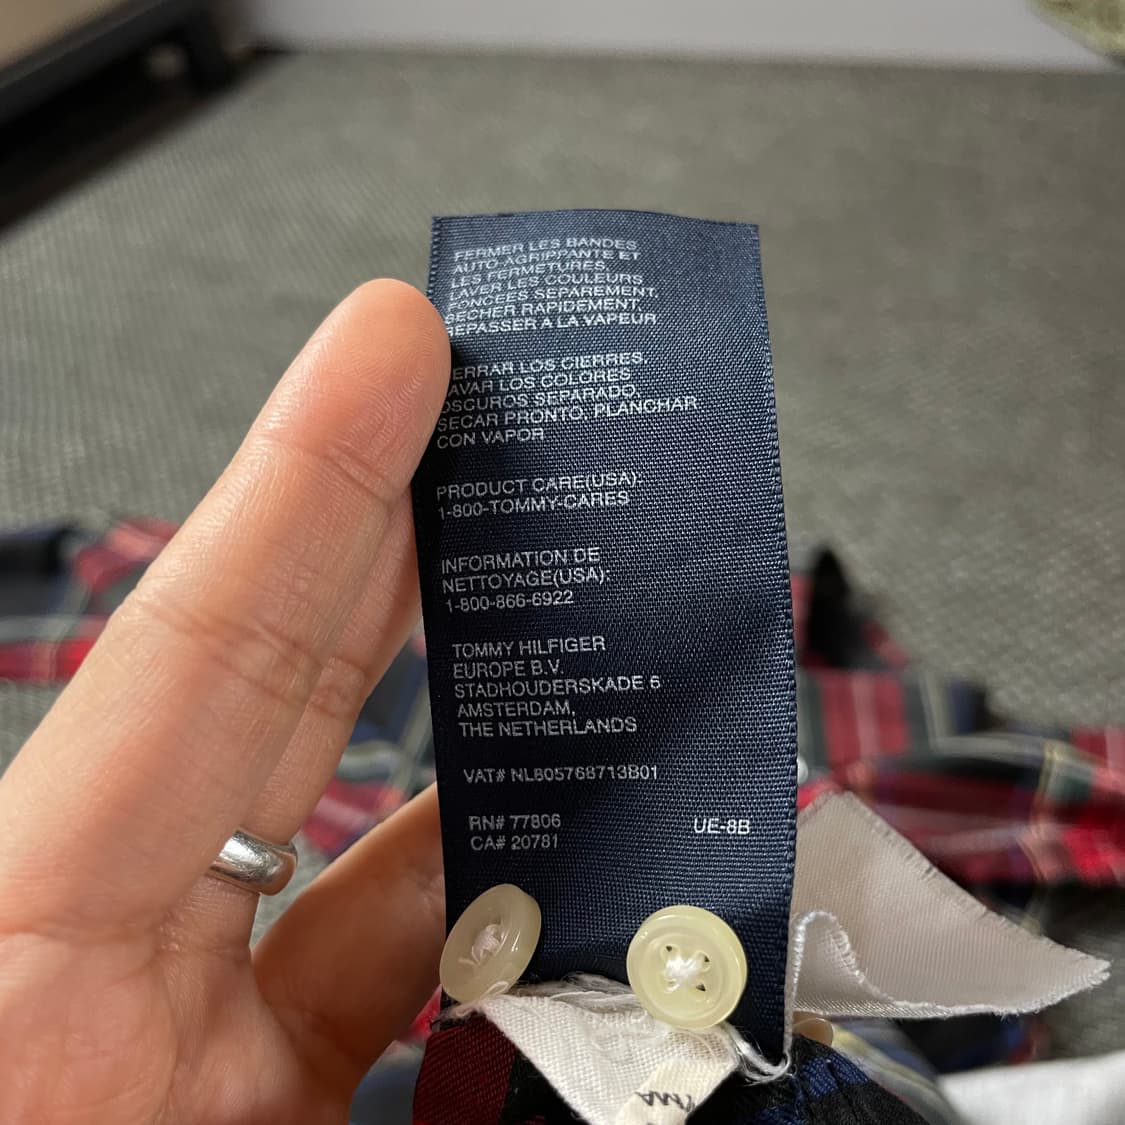 FERMER LES BANDES
AUTO AGRIPPANTE ET
LES FERMETURES.
LAVER LES COULEURS
FONCEES SEPAREMENT.
SECHER RAPIDEMENT.
REPASSER A LA VAPEUR
ERRAR LOS CIERRES.
AVAR LOS COLORES
OSCUROS SEPARADO.
SECAR PRONTO. PLANCHAR
CON VAPOR
PRODUCT CARE(USA):
1-800-TOMMY-CARES
INFORMATION DE
NETTOYAGE(USA):
1-800-866-6922
TOMMY HILFIGER
EUROPE B.V.
STADHOUDERSKADE 6
AMSTERDAM,
THE NETHERLANDS
VAT# NL805768713B01
RN# 77806
CA# 20781
UE-8B